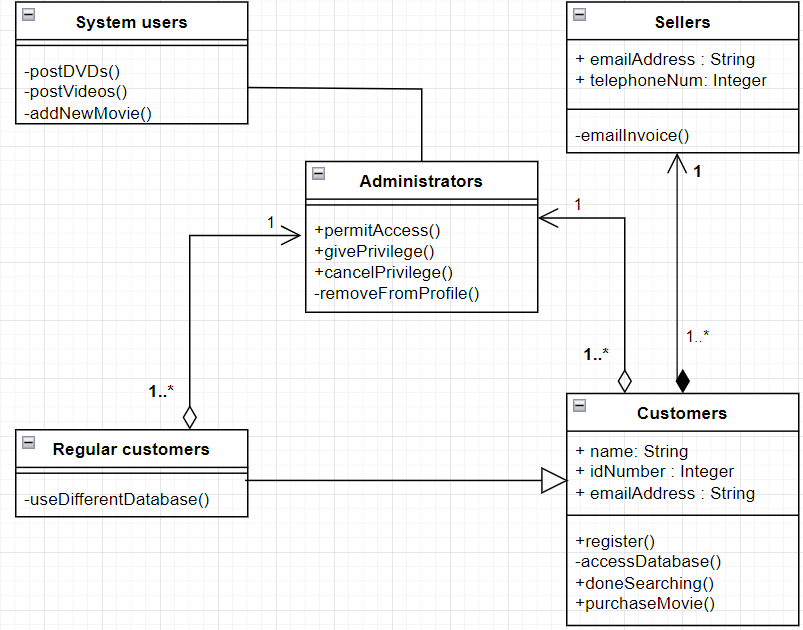 System users
-postDVDs()
-postVideos()
-addNewMovie()
Sellers
+ emailAddress : String
+ telephoneNum: Integer
-emailInvoice()
1
Administrators
+permitAccess()
+givePrivilege()
+cancelPrivilege()
-removeFromProfile()
1
1
1..*
1..*
1..*
Regular customers
-useDifferentDatabase()
Customers
+ name: String
+ idNumber : Integer
+ emailAddress : String
+register()
-accessDatabase()
+doneSearching()
+purchaseMovie()